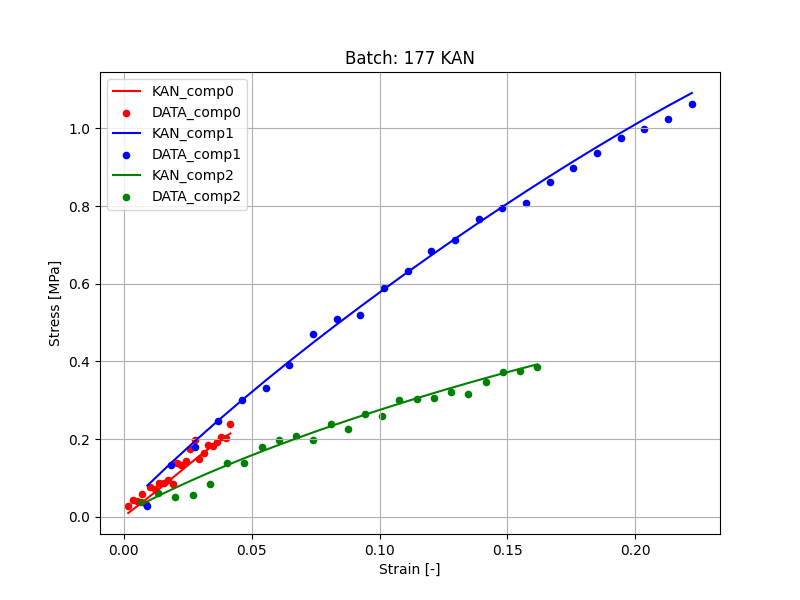 Batch: 177 KAN
KAN_comp0
DATA_comp0
KAN_comp1
DATA_comp1
KAN_comp2
DATA_comp2
1.0
0.8
0.6
0.4
0.2
0.0
Stress [MPa]
0.00 0.05 0.10 0.15 0.20
Strain [-]